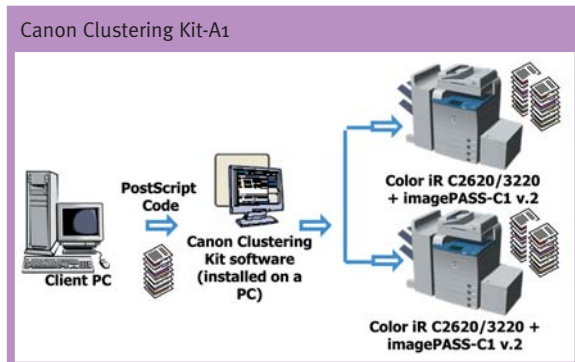 Canon Clustering Kit-A1
PostScript
Code
Client PC
Canon Clustering
Kit software
(installed on a
PC)
Color iR C2620/3220
+ imagePASS-C1 v.2
Color iR C2620/3220 +
imagePASS-C1 v.2